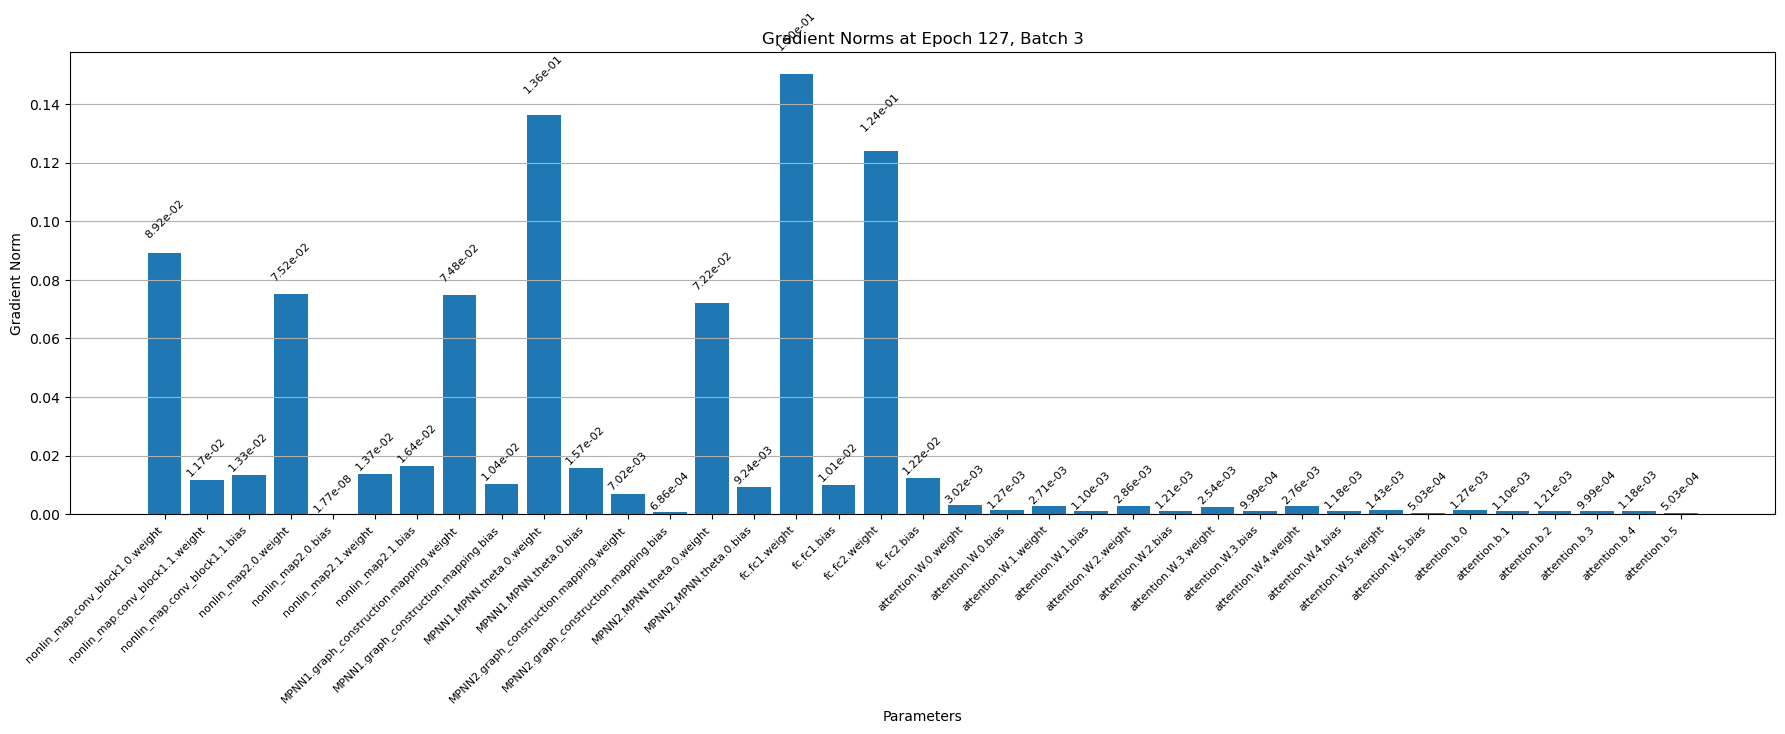 Gradient Norms at Epoch 127, Batch 3
Gradient Norm
0.14
0.12
0.10
0.08
0.06
0.04
0.02
0.00
8.92e-02
1.17e-02
1.33e-02
7.52e-02
1.77e-08
1.37e-02
1.64e-02
7.48e-02
1.04e-02
1.36e-01
1.57e-02
7.02e-03
6.86e-04
7.22e-02
9.24e-03
1.50e-01
1.01e-02
1.24e-01
1.22e-02
3.02e-03
1.27e-03
2.71e-03
1.10e-03
2.86e-03
1.21e-03
2.54e-03
9.99e-04
2.76e-03
1.18e-03
1.43e-03
5.03e-04
1.27e-03
1.10e-03
1.21e-03
9.99e-04
1.18e-03
5.03e-04
nonlin_map.conv_block1.0.weight
nonlin_map.conv_block1.1.weight
nonlin_map.conv_block1.1.bias
nonlin_map2.0.weight
nonlin_map2.0.bias
nonlin_map2.1.weight
nonlin_map2.1.bias
MPNN1.graph_construction.mapping.weight
MPNN1.graph_construction.mapping.bias
MPNN1.MPNN.theta.0.weight
MPNN1.MPNN.theta.0.bias
MPNN2.graph_construction.mapping.weight
MPNN2.graph_construction.mapping.bias
MPNN2.MPNN.theta.0.weight
MPNN2.MPNN.theta.0.bias
fc.fc1.weight
fc.fc1.bias
fc.fc2.weight
fc.fc2.bias
attention.W.0.weight
attention.W.0.bias
attention.W.1.weight
attention.W.1.bias
attention.W.2.weight
attention.W.2.bias
attention.W.3.weight
attention.W.3.bias
attention.W.4.weight
attention.W.4.bias
attention.W.5.weight
attention.W.5.bias
attention.b.0
attention.b.1
attention.b.2
attention.b.3
attention.b.4
attention.b.5
Parameters